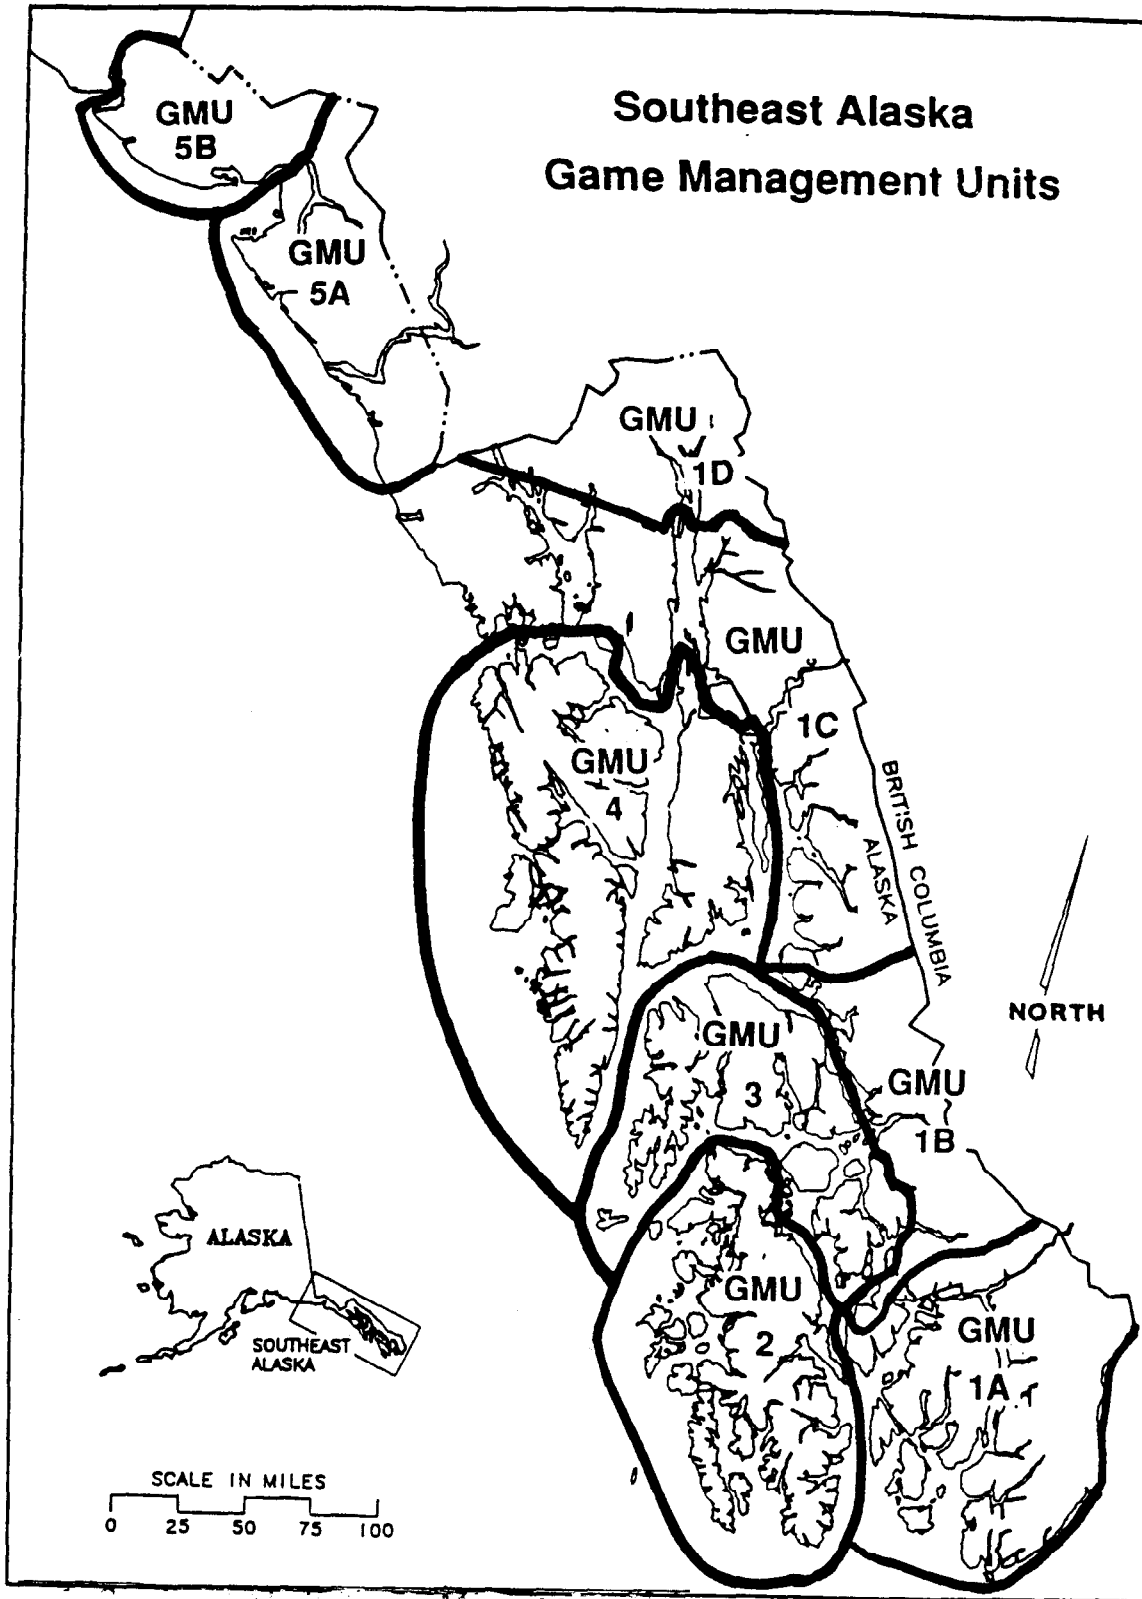 Southeast Alaska
Game Management Units
GMU
5B
GMU
5A
GMU
1D
GMU
1C
GMU
4
BRITISH COLUMBIA
ALASKA
NORTH
GMU
3
GMU
1B
GMU
2
GMU
1A
ALASKA
SOUTHEAST
ALASKA
SCALE IN MILES
0 25 50 75 100